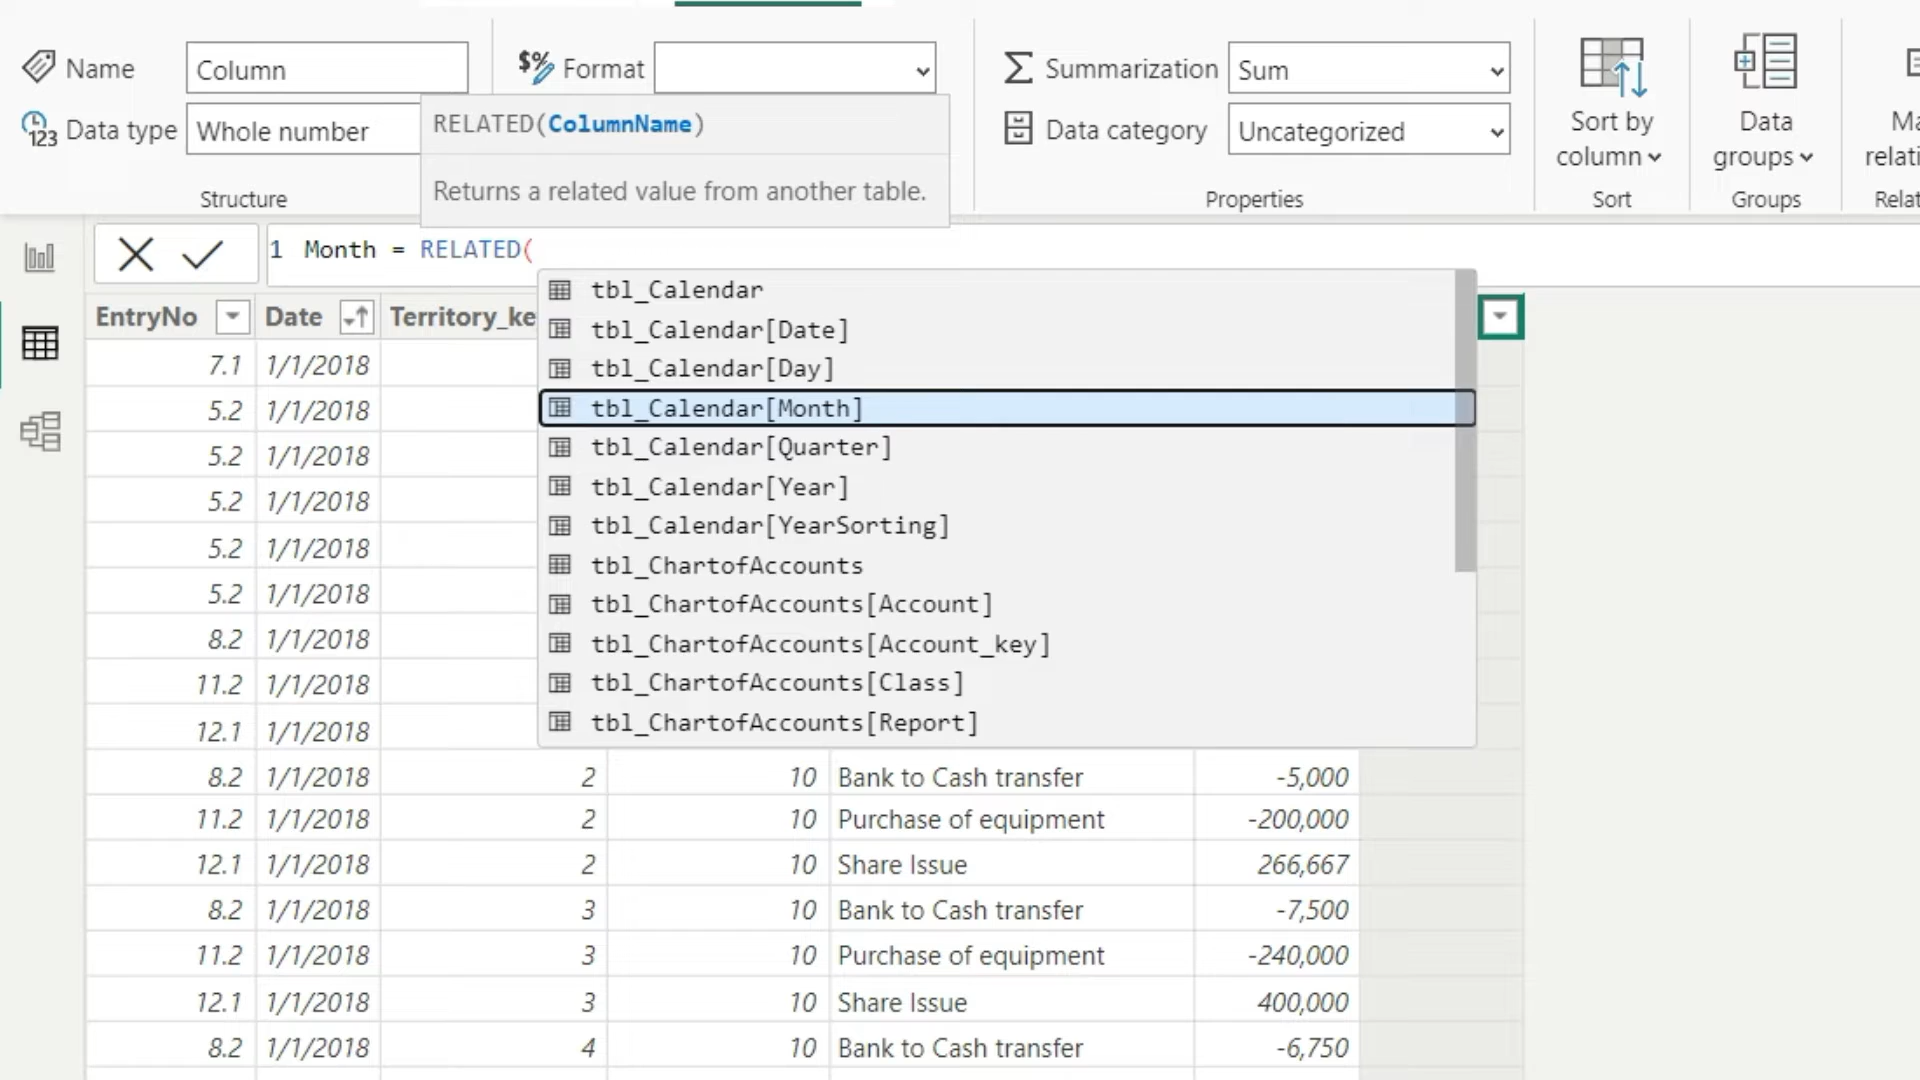 Name Column
$% Format
Summarization Sum
Sort by column
Data groups
Ma
relati
123 Data type Whole number
RELATED(ColumnName)
Data category Uncategorized
Returns a related value from another table.
Structure
Properties
Sort
Groups
Relat
1 Month = RELATED(
tbl_Calendar
tbl_Calendar[Date]
tbl_Calendar[Day]
tbl_Calendar[Month]
tbl_Calendar[Quarter]
tbl_Calendar[Year]
tbl_Calendar[YearSorting]
tbl_ChartofAccounts
tbl_ChartofAccounts[Account]
tbl_ChartofAccounts[Account_key]
tbl_ChartofAccounts[Class]
tbl_ChartofAccounts[Report]
EntryNo Date Territory_ke
7.1 1/1/2018
5.2 1/1/2018
5.2 1/1/2018
5.2 1/1/2018
5.2 1/1/2018
5.2 1/1/2018
8.2 1/1/2018
11.2 1/1/2018
12.1 1/1/2018
8.2 1/1/2018 2 10 Bank to Cash transfer -5,000
11.2 1/1/2018 2 10 Purchase of equipment -200,000
12.1 1/1/2018 2 10 Share Issue 266,667
8.2 1/1/2018 3 10 Bank to Cash transfer -7,500
11.2 1/1/2018 3 10 Purchase of equipment -240,000
12.1 1/1/2018 3 10 Share Issue 400,000
8.2 1/1/2018 4 10 Bank to Cash transfer -6,750